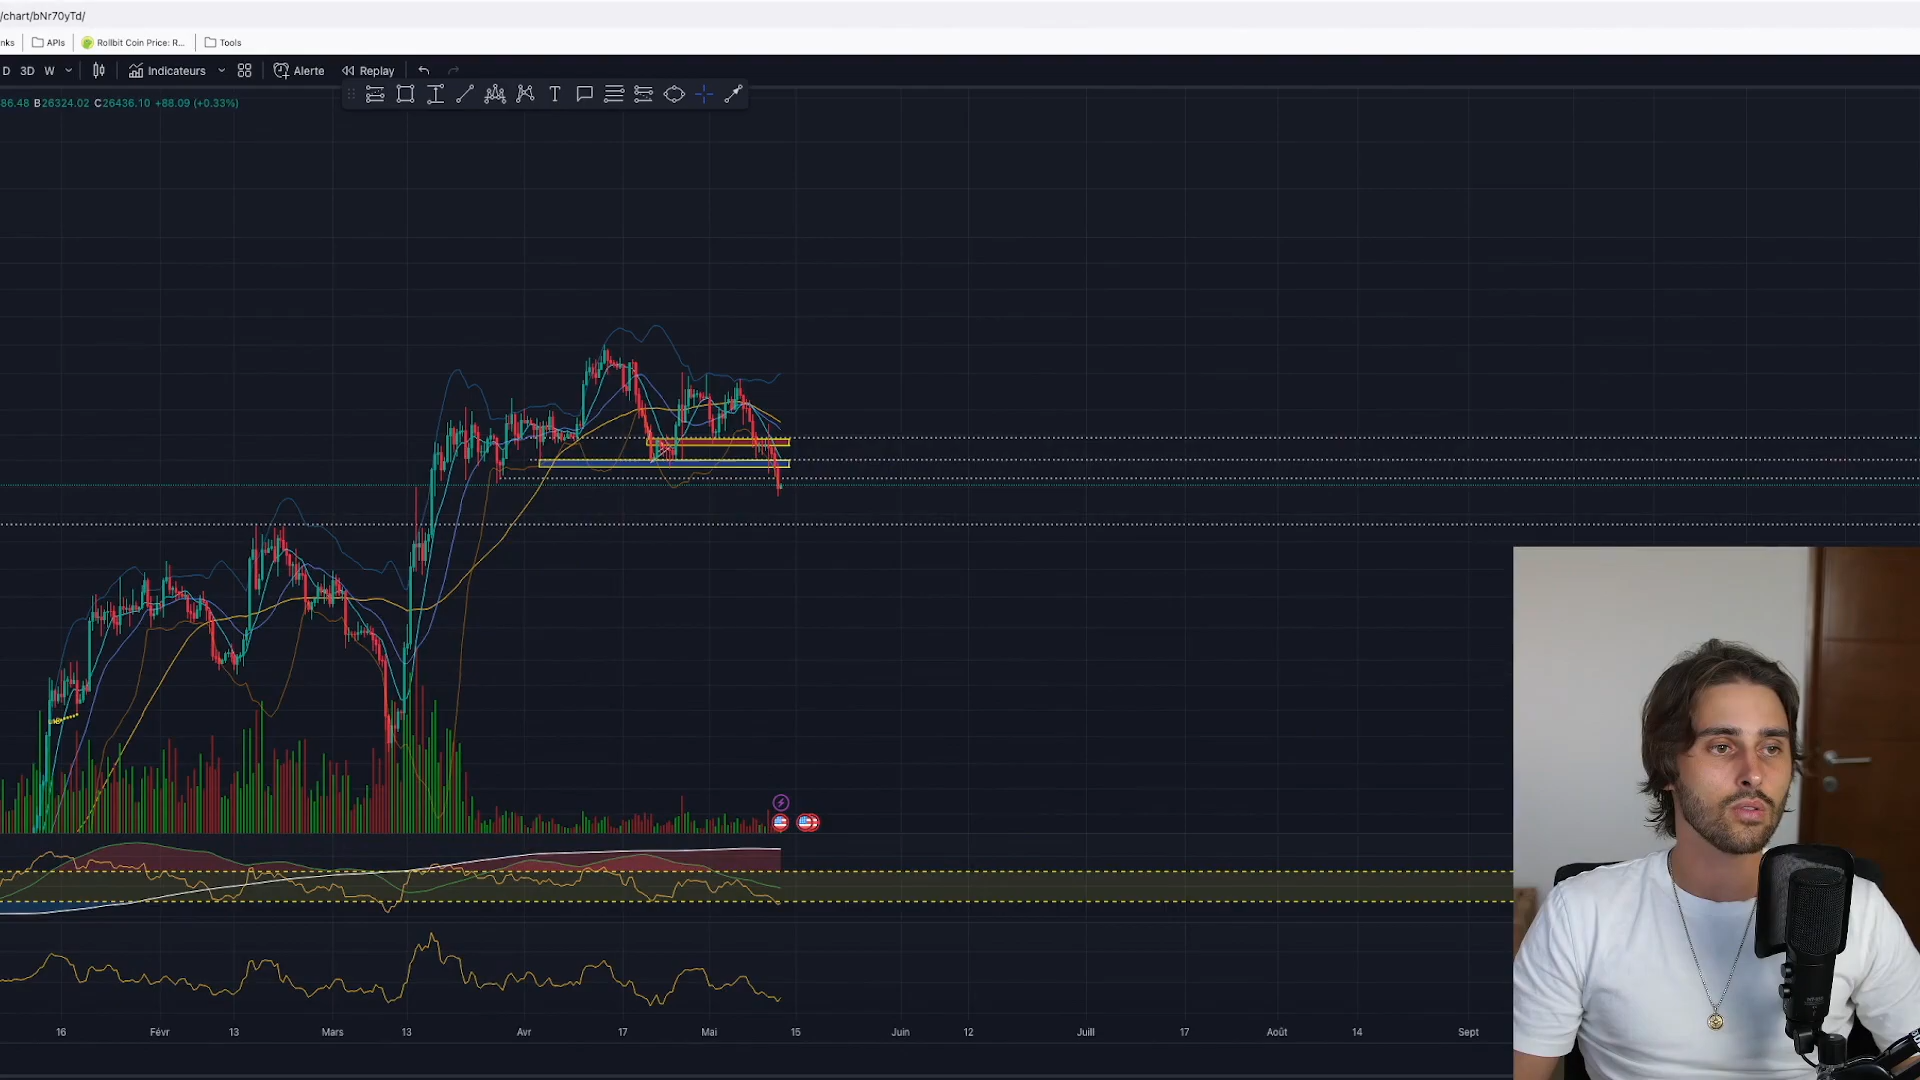 /chart/bNr70yTd/
nks APIs Rollbit Coin Price: R... Tools
D 3D W Indicateurs Alerte Replay
86.48 B26324.02 C26436.10 +88.09 (+0.33%)
16 Févr 13 Mars 13 Avr 17 Mai 15 Juin 12 Juill 17 Août 14 Sept